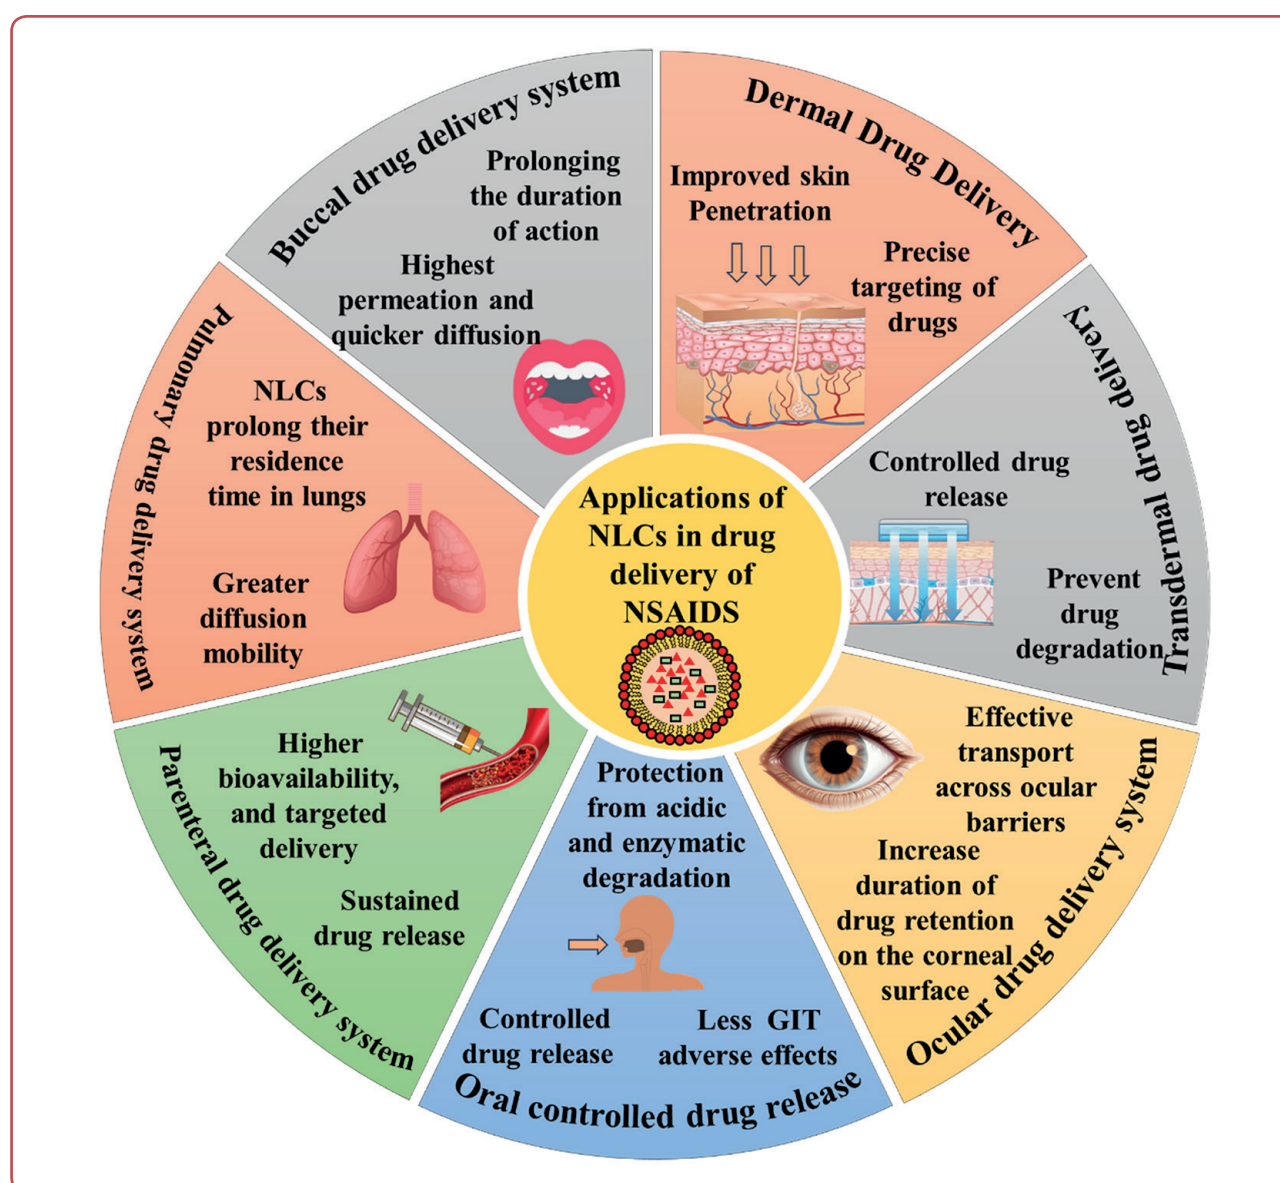 Applications of
NLCs in drug
delivery of
NSAIDS
Dermal Drug Delivery
Improved skin
Penetration
Precise
targeting of
drugs
Transdermal drug delivery
Controlled drug
release
Prevent
drug
degradation
Ocular drug delivery system
Effective
transport
across ocular
barriers
Increase
duration of
drug retention
on the corneal
surface
Oral controlled drug release
Protection
from acidic
and enzymatic
degradation
Controlled
drug release
Less GIT
adverse effects
Parenteral drug delivery system
Higher
bioavailability,
and targeted
delivery
Sustained
drug release
Pulmonary drug delivery system
NLCs
prolong their
residence
time in lungs
Greater
diffusion
mobility
Buccal drug delivery system
Prolonging
the duration
of action
Highest
permeation and
quicker diffusion